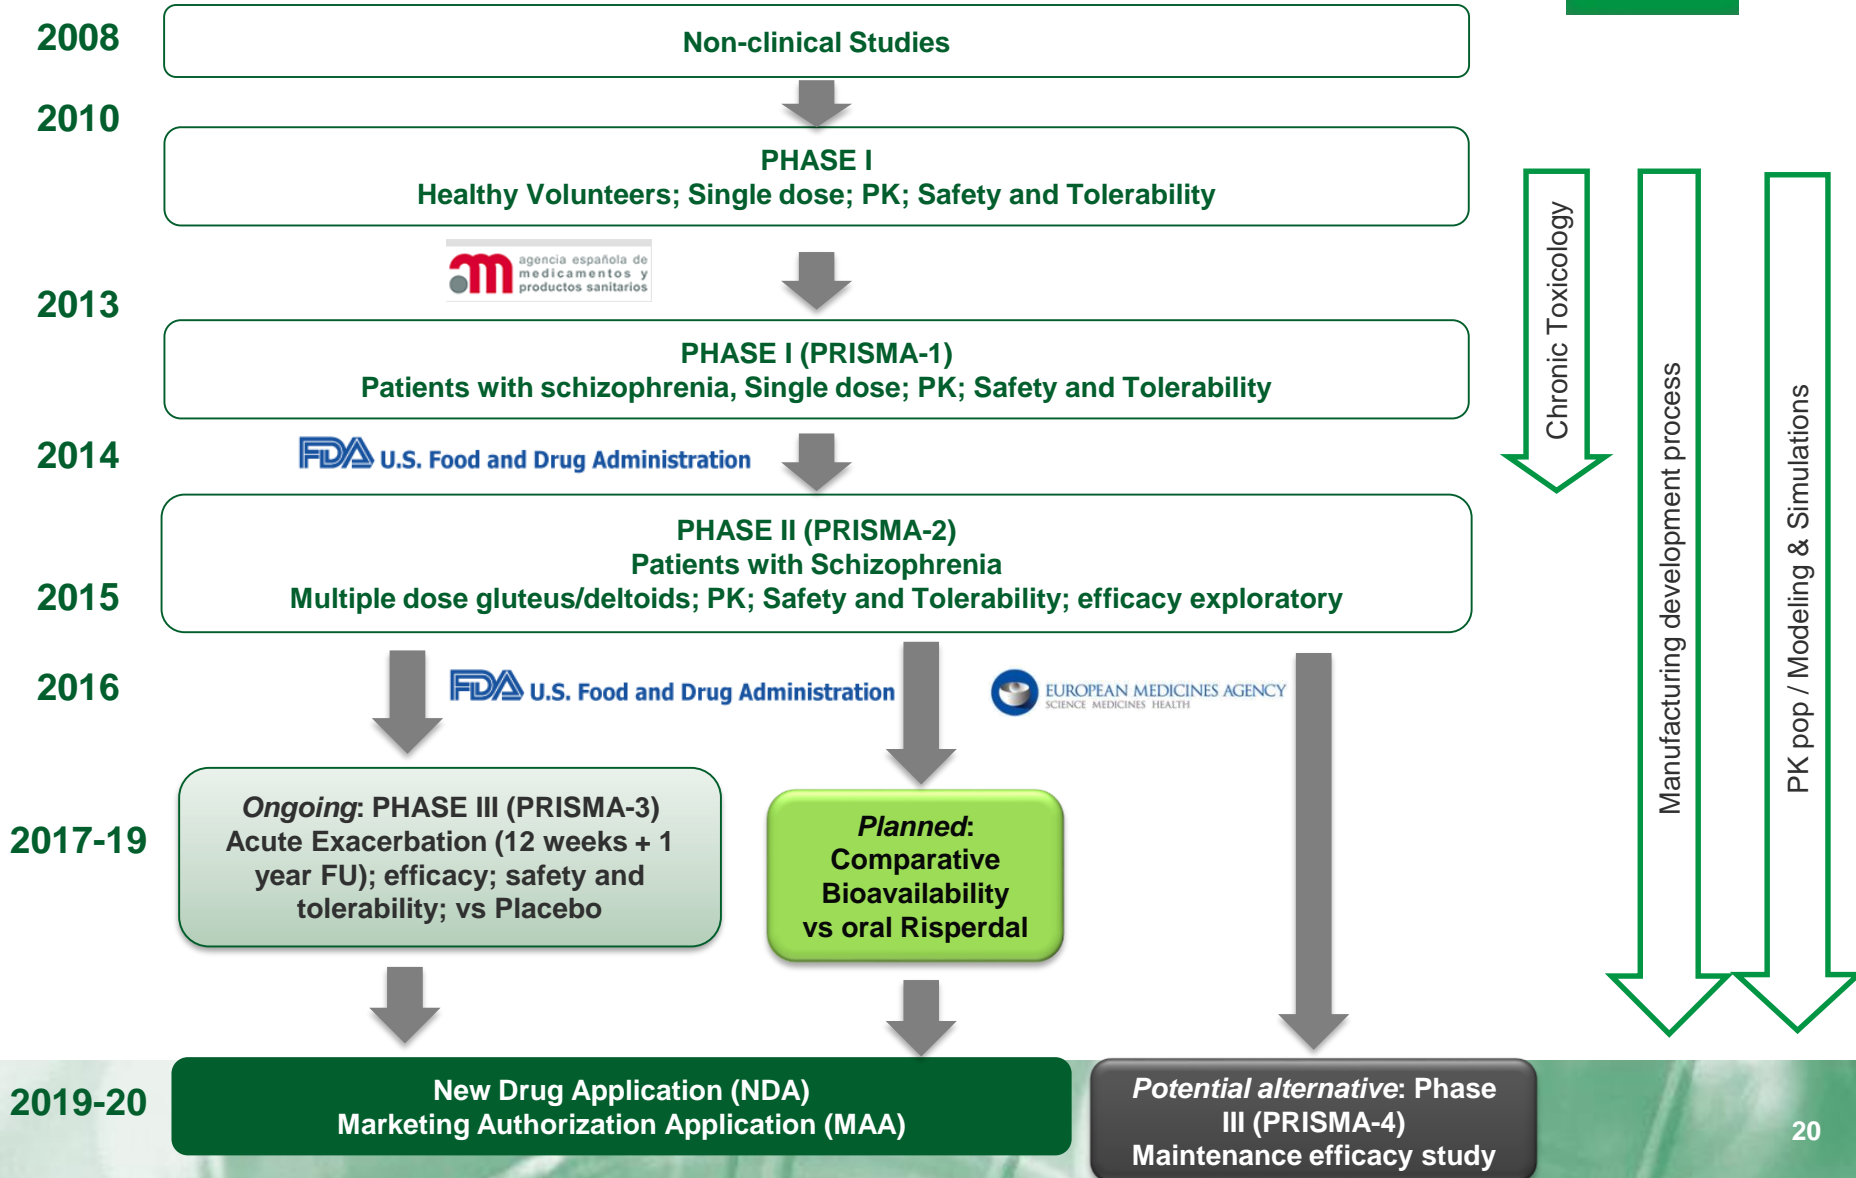 2008
Non-clinical Studies
2010
PHASE I
Healthy Volunteers; Single dose; PK; Safety and Tolerability
agencia española de
medicamentos y
productos sanitarios
2013
PHASE I (PRISMA-1)
Patients with schizophrenia, Single dose; PK; Safety and Tolerability
2014
FDA U.S. Food and Drug Administration
PHASE II (PRISMA-2)
Patients with Schizophrenia
2015
Multiple dose gluteus/deltoids; PK; Safety and Tolerability; efficacy exploratory
2016
FDA U.S. Food and Drug Administration
EUROPEAN MEDICINES AGENCY
SCIENCE MEDICINES HEALTH
2017-19
Ongoing: PHASE III (PRISMA-3)
Acute Exacerbation (12 weeks + 1
year FU); efficacy; safety and
tolerability; vs Placebo
Planned:
Comparative
Bioavailability
vs oral Risperdal
Chronic Toxicology
Manufacturing development process
PK pop / Modeling & Simulations
2019-20
New Drug Application (NDA)
Marketing Authorization Application (MAA)
Potential alternative: Phase
III (PRISMA-4)
Maintenance efficacy study
20